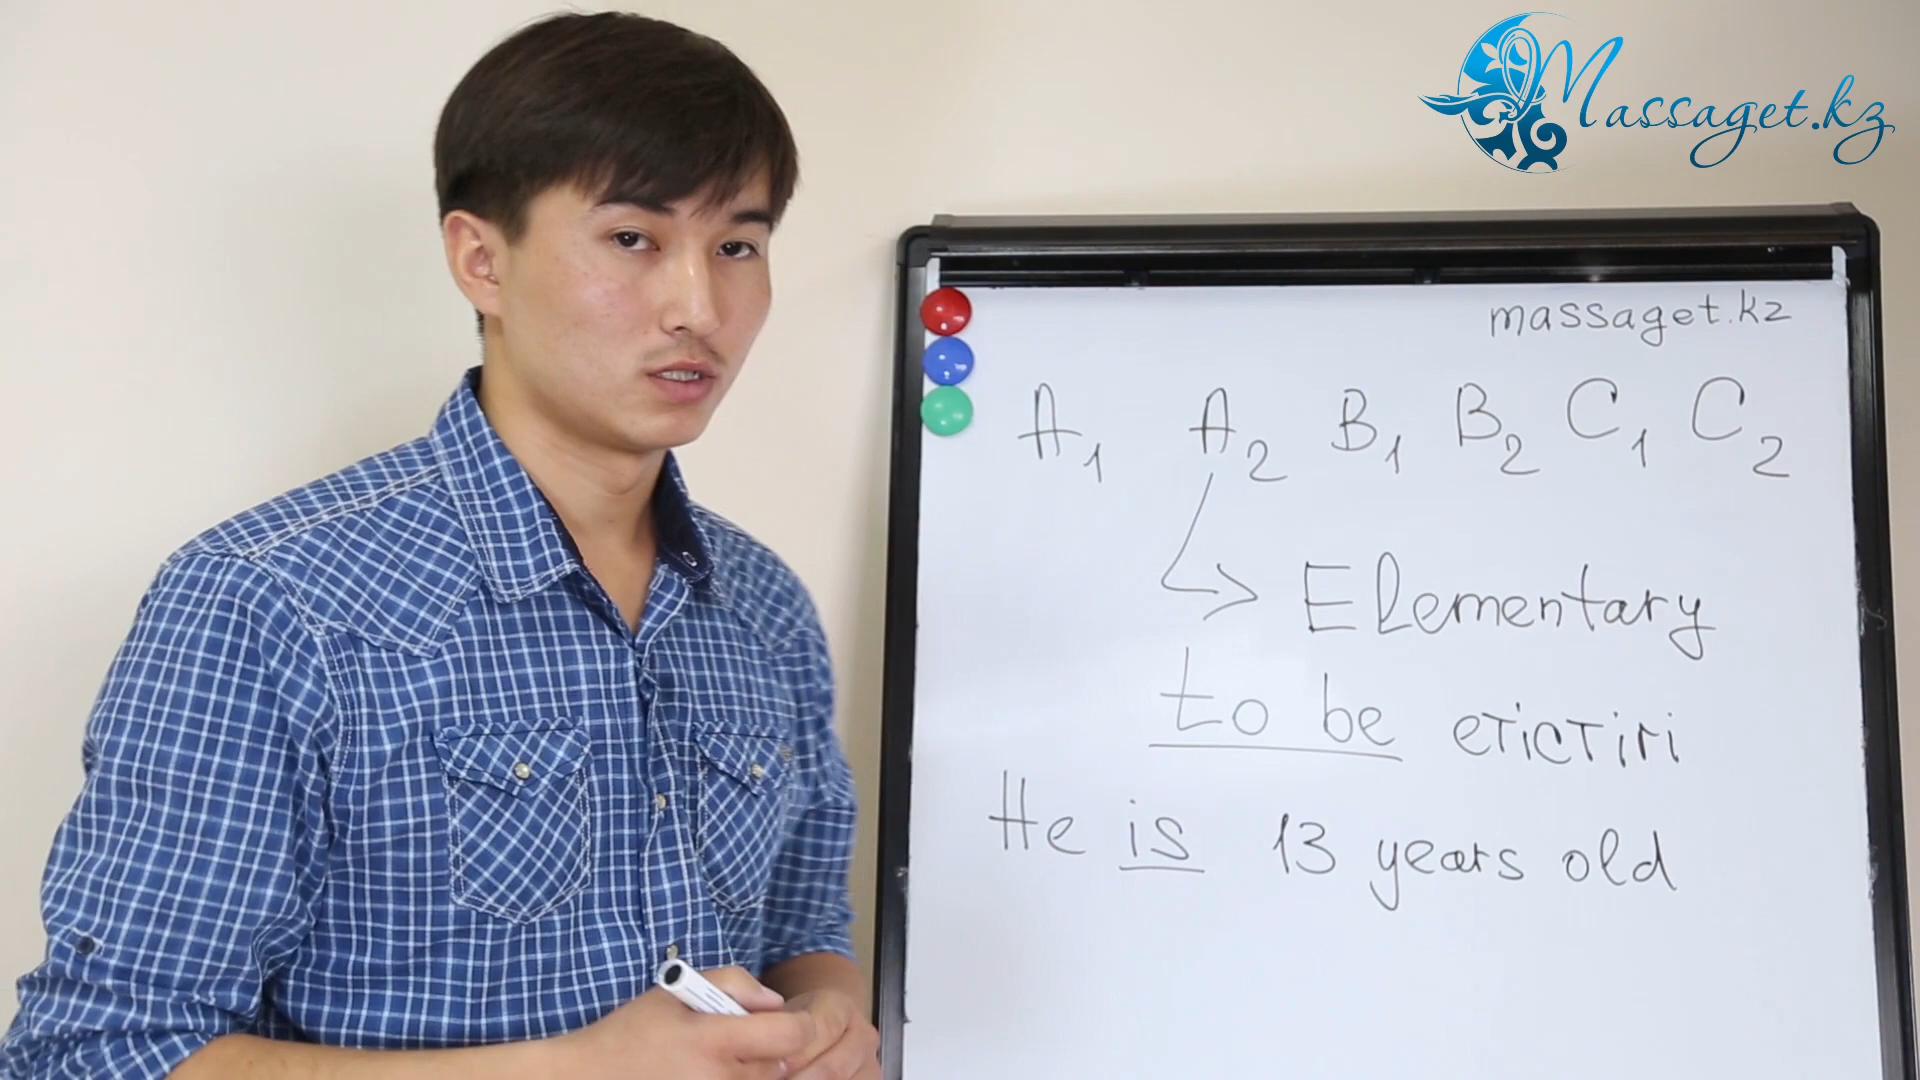 Massaget.kz
massaget.kz
A1 A2 B1 B2 C1 C2
Elementary
to be етістігі
He is 13 years old